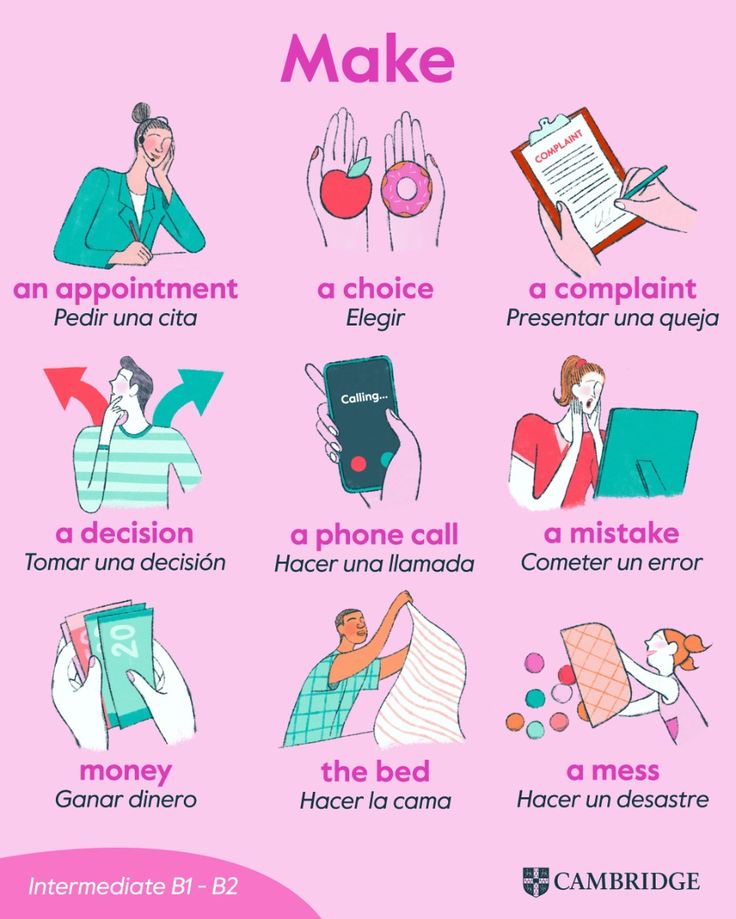 Make
COMPLAINT
an appointment
Pedir una cita
a choice
Elegir
a complaint
Presentar una queja
Calling...
a decision
Tomar una decisión
a phone call
Hacer una llamada
a mistake
Cometer un error
20
money
Ganar dinero
the bed
Hacer la cama
a mess
Hacer un desastre
Intermediate B1 - B2
CAMBRIDGE